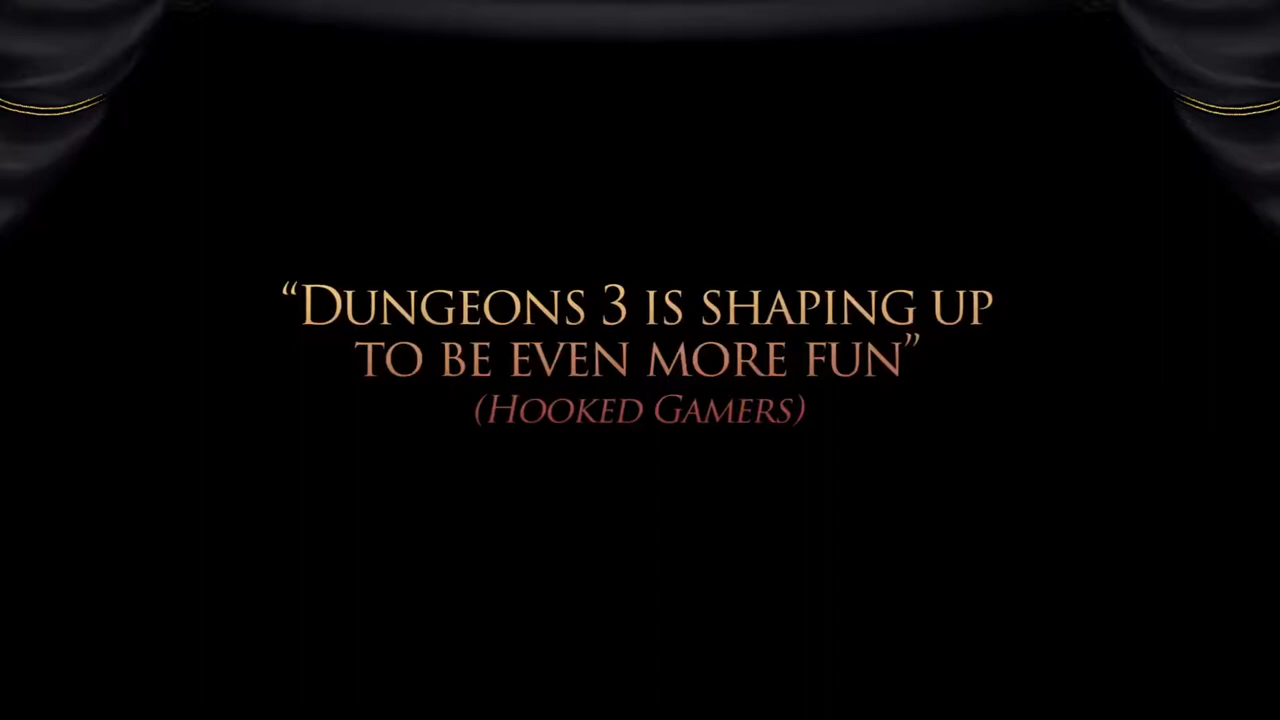 “Dungeons 3 is shaping up
to be even more fun”
(Hooked Gamers)